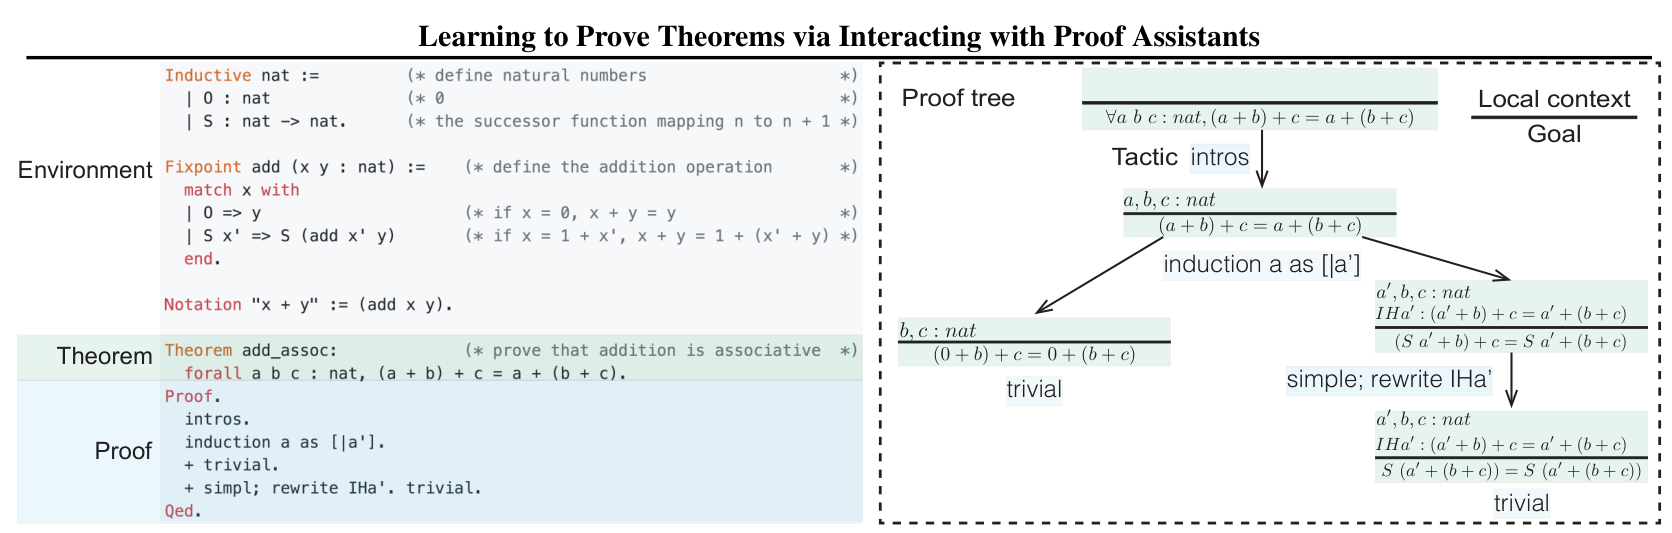 Learning to Prove Theorems via Interacting with Proof Assistants
Environment
Inductive nat := (* define natural numbers *)
| O : nat (* 0 *)
| S : nat -> nat. (* the successor function mapping n to n + 1 *)
Fixpoint add (x y : nat) := (* define the addition operation *)
match x with
| O => y (* if x = 0, x + y = y *)
| S x' => S (add x' y) (* if x = 1 + x', x + y = 1 + (x' + y) *)
end.
Notation "x + y" := (add x y).
Theorem
Theorem add_assoc: (* prove that addition is associative *)
forall a b c : nat, (a + b) + c = a + (b + c).
Proof
Proof.
intros.
induction a as [|a'].
+ trivial.
+ simpl; rewrite IHa'. trivial.
Qed.
Proof tree
∀a b c : nat, (a + b) + c = a + (b + c)
Local context
Goal
Tactic intros
a, b, c : nat
(a + b) + c = a + (b + c)
induction a as [|a’]
b, c : nat
(0 + b) + c = 0 + (b + c)
trivial
a′, b, c : nat
IHa′ : (a′ + b) + c = a′ + (b + c)
(S a′ + b) + c = S a′ + (b + c)
simple; rewrite IHa’
a′, b, c : nat
IHa′ : (a′ + b) + c = a′ + (b + c)
S (a′ + (b + c)) = S (a′ + (b + c))
trivial